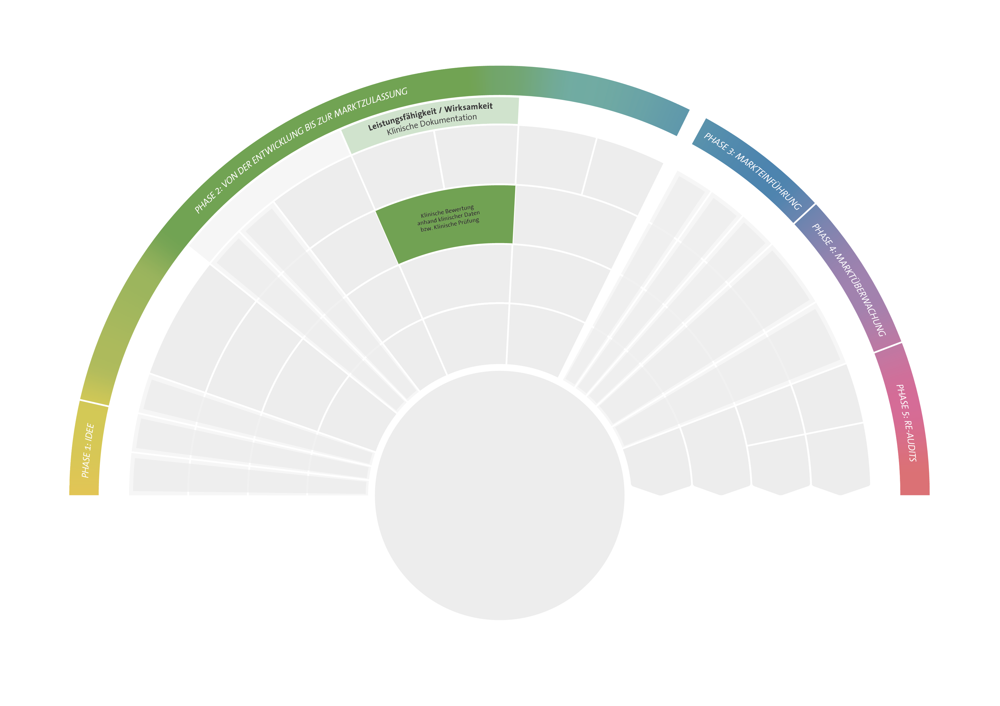 PHASE 1: IDEE
PHASE 2: VON DER ENTWICKLUNG BIS ZUR MARKTZULASSUNG
Leistungsfähigkeit / Wirksamkeit
Klinische Dokumentation
Klinische Bewertung
anhand klinischer Daten
bzw. Klinische Prüfung
PHASE 3: MARKTEINFÜHRUNG
PHASE 4: MARKTÜBERWACHUNG
PHASE 5: RE-AUDITS